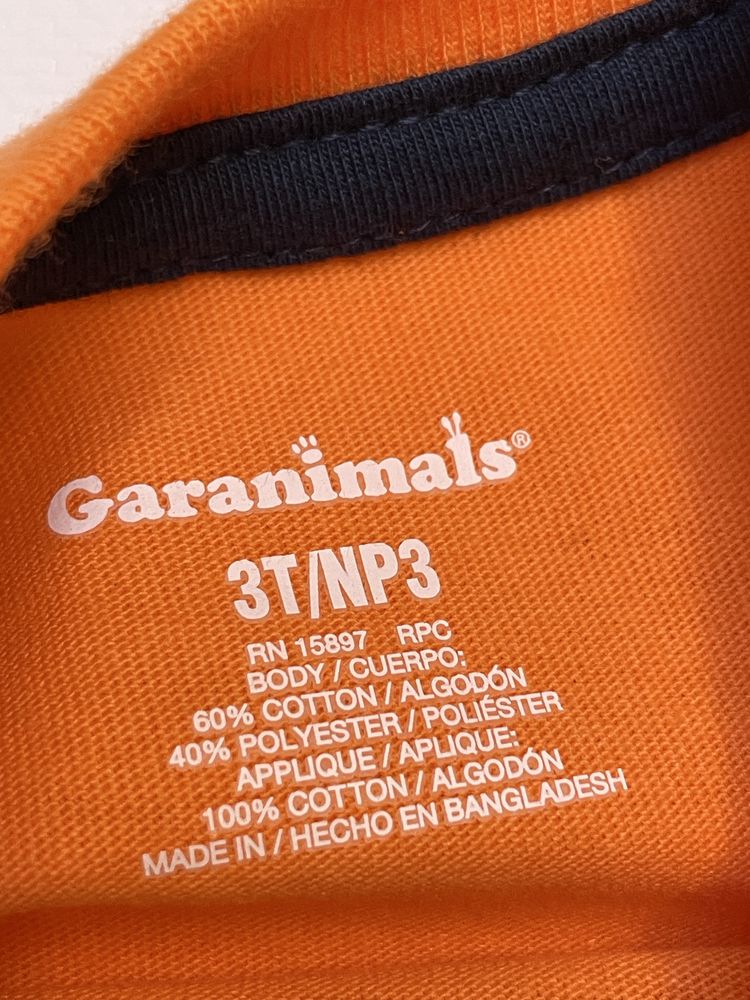 Garanimals®
3T/NP3
RN 15897 RPC
BODY / CUERPO:
60% COTTON / ALGODÓN
40% POLYESTER / POLIÉSTER
APPLIQUE / APLIQUE:
100% COTTON / ALGODÓN
MADE IN / HECHO EN BANGLADESH